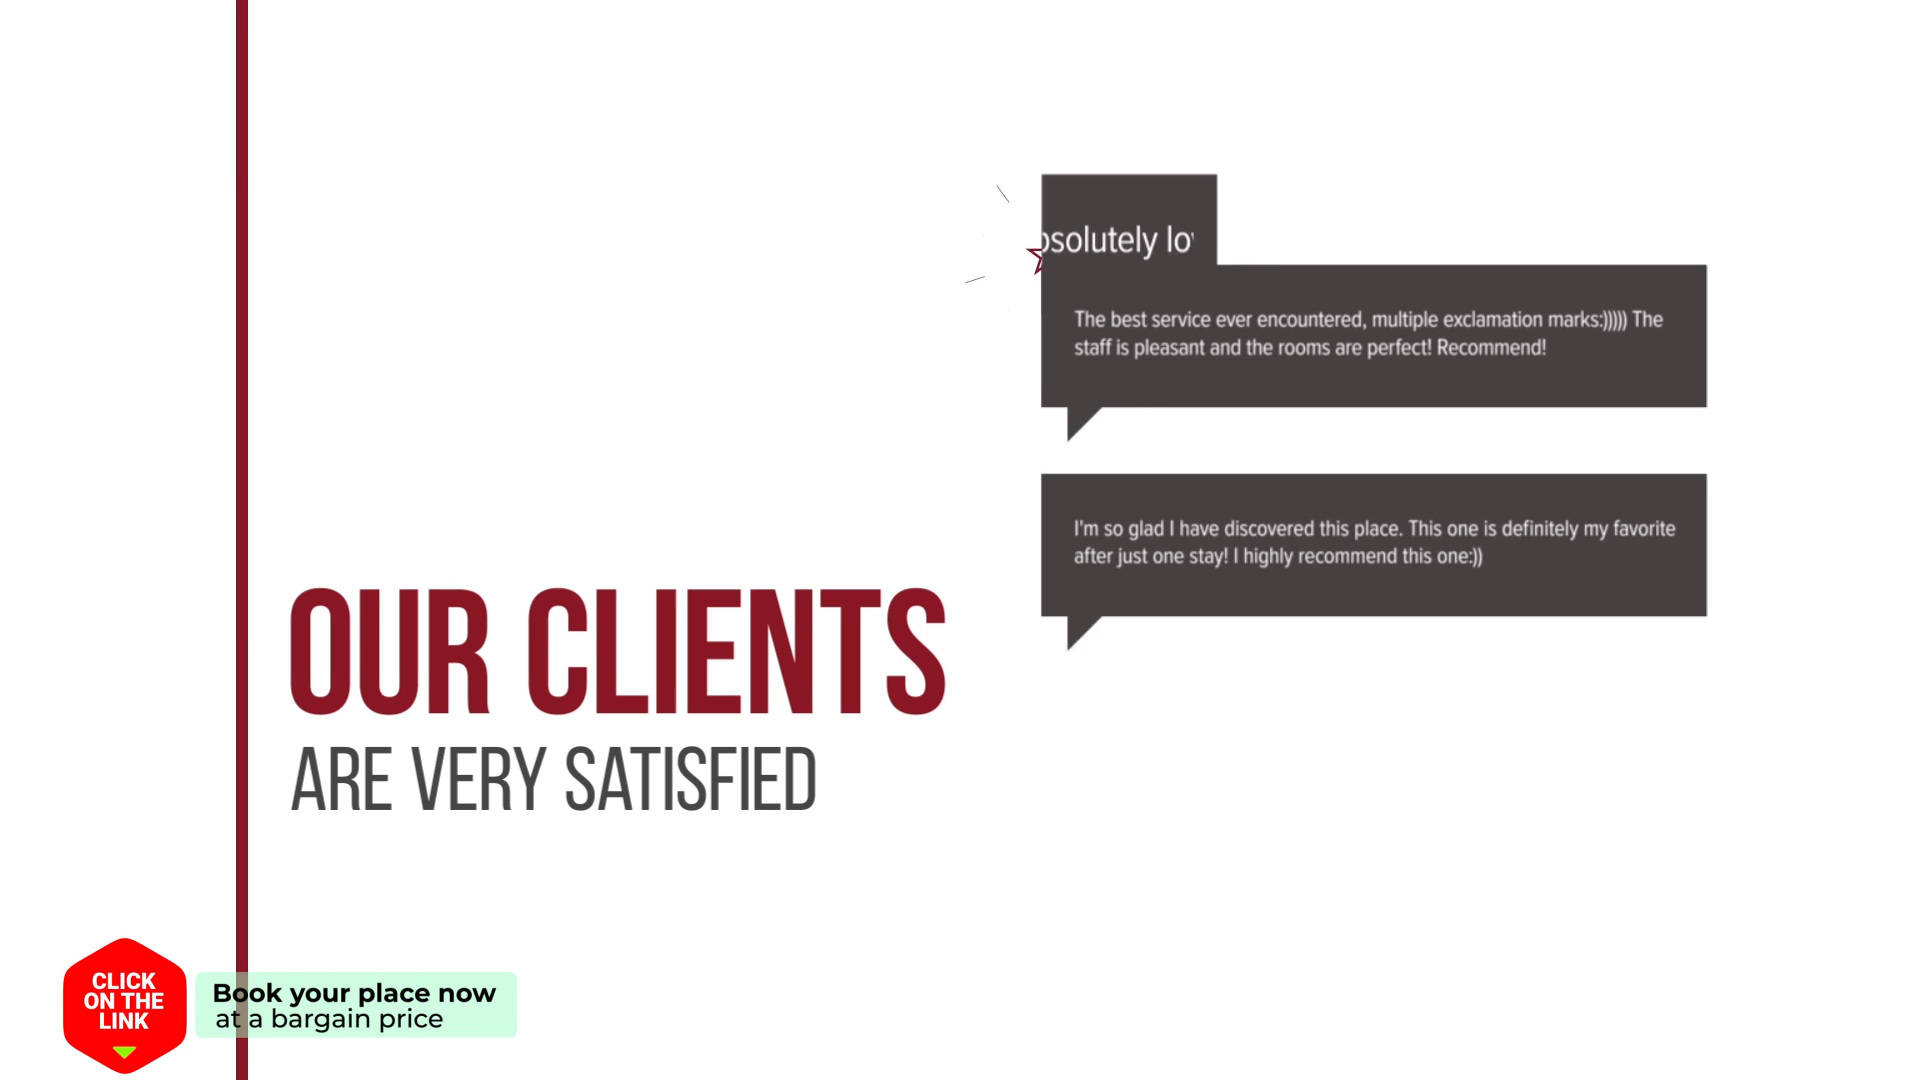 The best service ever encountered, multiple exclamation marks:))))) The
staff is pleasant and the rooms are perfect! Recommend!
I'm so glad I have discovered this place. This one is definitely my favorite
after just one stay! I highly recommend this one:))
OUR CLIENTS
ARE VERY SATISFIED
CLICK
ON THE
LINK
Book your place now
at a bargain price